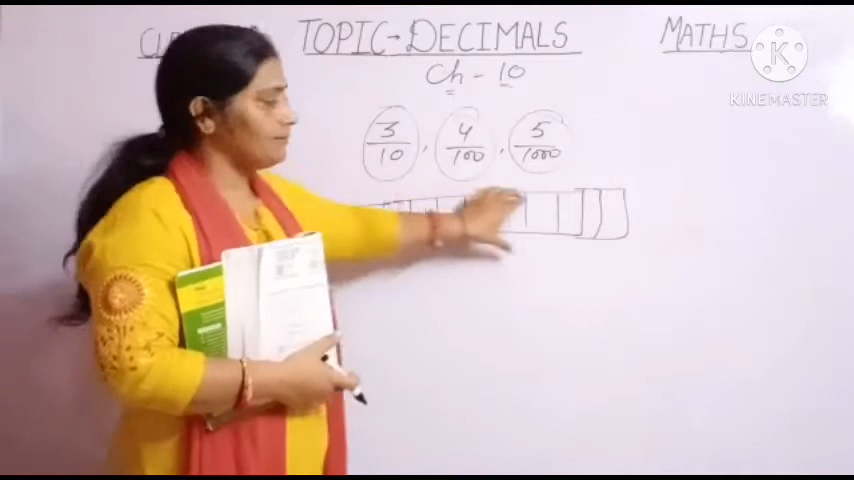 TOPIC → DECIMALS
MATHS
Ch - 10
3/10 , 4/100 , 5/1000
K
KINEMASTER